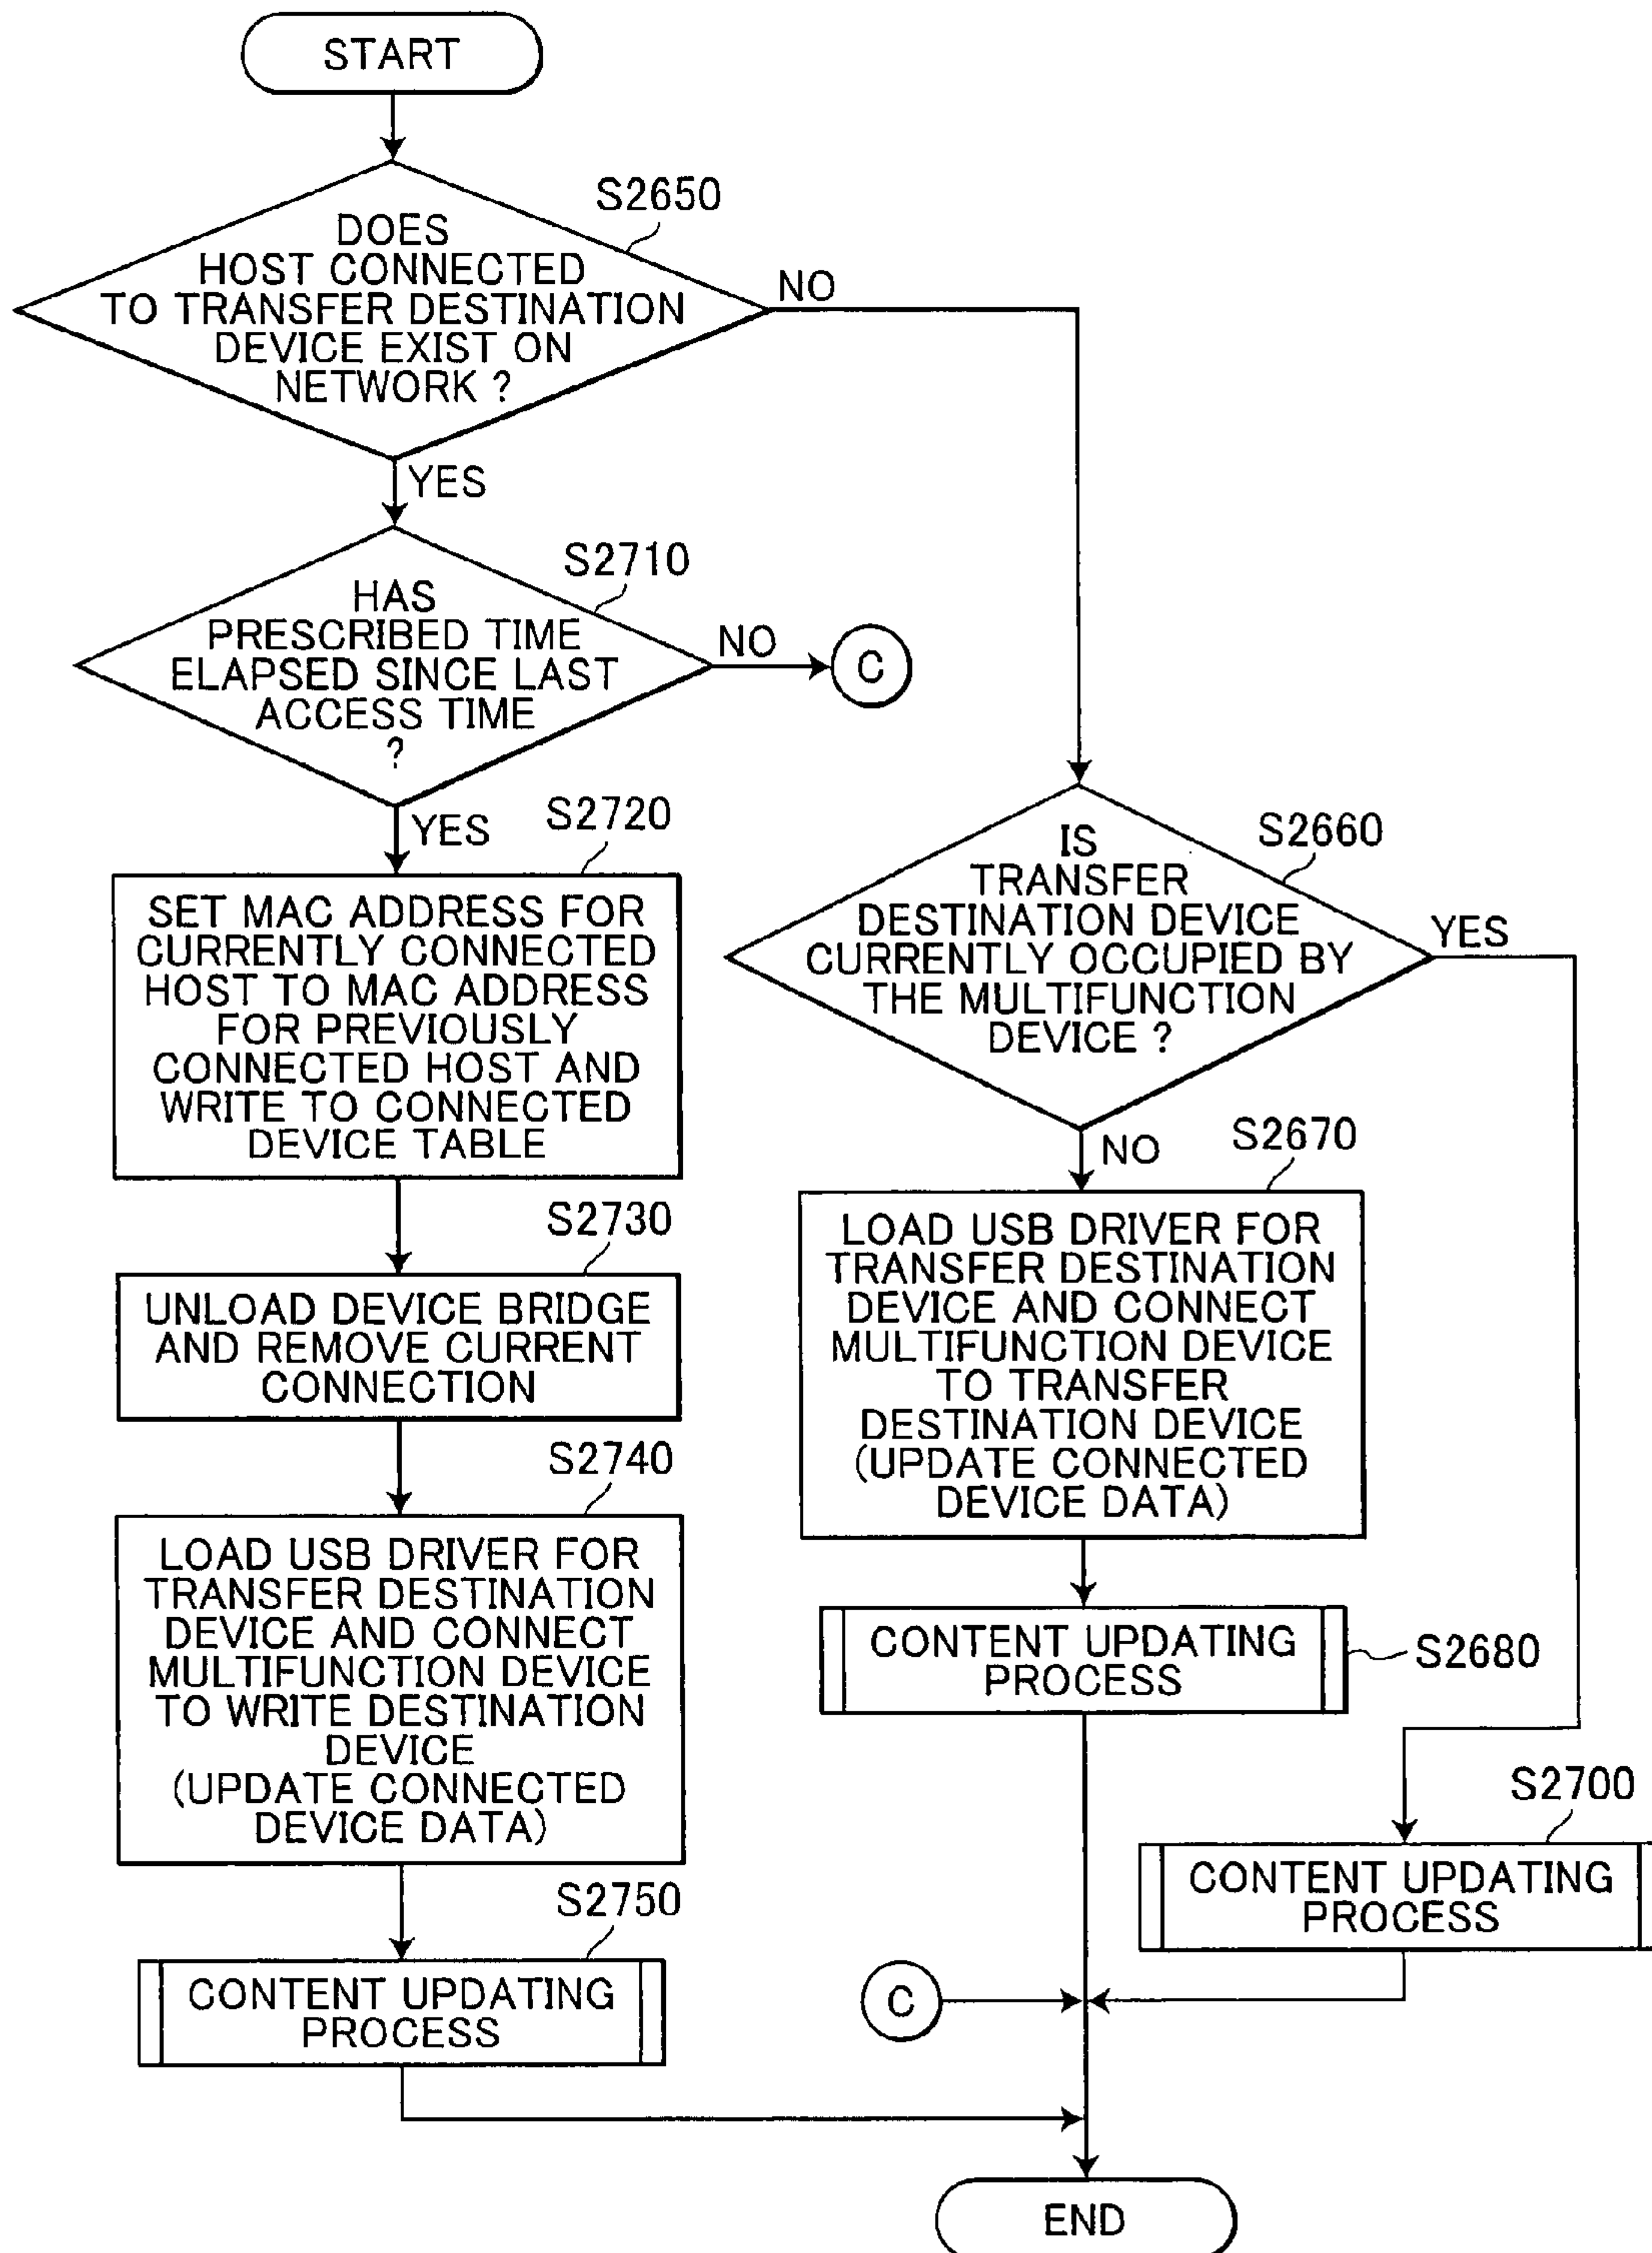 START
S2650
DOES
HOST CONNECTED
TO TRANSFER DESTINATION
DEVICE EXIST ON
NETWORK ?
NO
YES
S2710
HAS
PRESCRIBED TIME
ELAPSED SINCE LAST
ACCESS TIME
?
NO
C
YES
S2720
SET MAC ADDRESS FOR
CURRENTLY CONNECTED
HOST TO MAC ADDRESS
FOR PREVIOUSLY
CONNECTED HOST AND
WRITE TO CONNECTED
DEVICE TABLE
S2730
UNLOAD DEVICE BRIDGE
AND REMOVE CURRENT
CONNECTION
S2740
LOAD USB DRIVER FOR
TRANSFER DESTINATION
DEVICE AND CONNECT
MULTIFUNCTION DEVICE
TO WRITE DESTINATION
DEVICE
(UPDATE CONNECTED
DEVICE DATA)
S2750
CONTENT UPDATING
PROCESS
S2660
IS
TRANSFER
DESTINATION DEVICE
CURRENTLY OCCUPIED BY
THE MULTIFUNCTION
DEVICE ?
YES
NO
S2670
LOAD USB DRIVER FOR
TRANSFER DESTINATION
DEVICE AND CONNECT
MULTIFUNCTION DEVICE
TO TRANSFER
DESTINATION DEVICE
(UPDATE CONNECTED
DEVICE DATA)
CONTENT UPDATING
PROCESS
S2680
S2700
CONTENT UPDATING
PROCESS
C
END